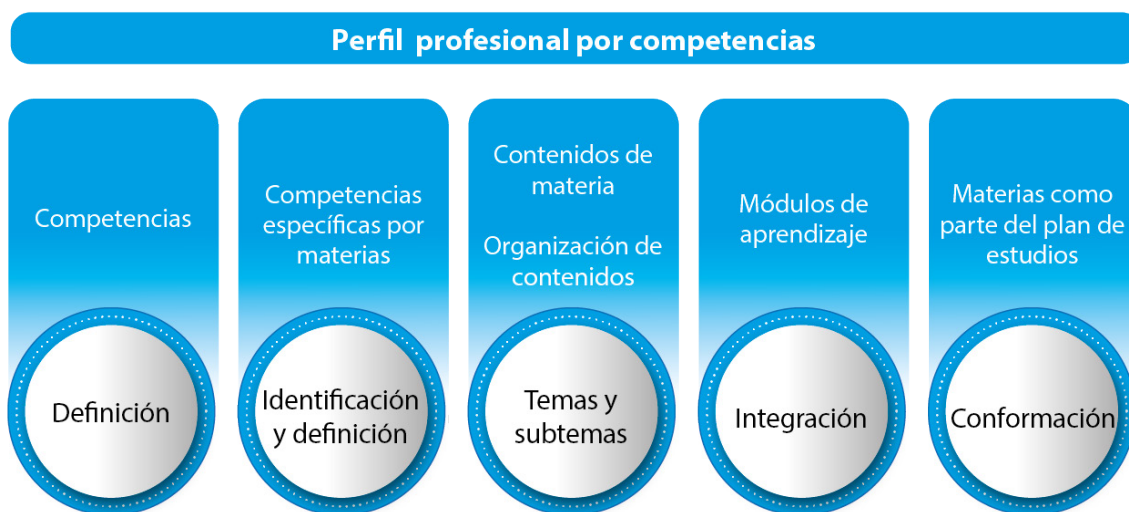 Perfil profesional por competencias
Competencias
Definición
Competencias
específicas por
materias
Identificación
y definición
Contenidos de
materia
Organización de
contenidos
Temas y
subtemas
Módulos de
aprendizaje
Integración
Materias como
parte del plan de
estudios
Conformación